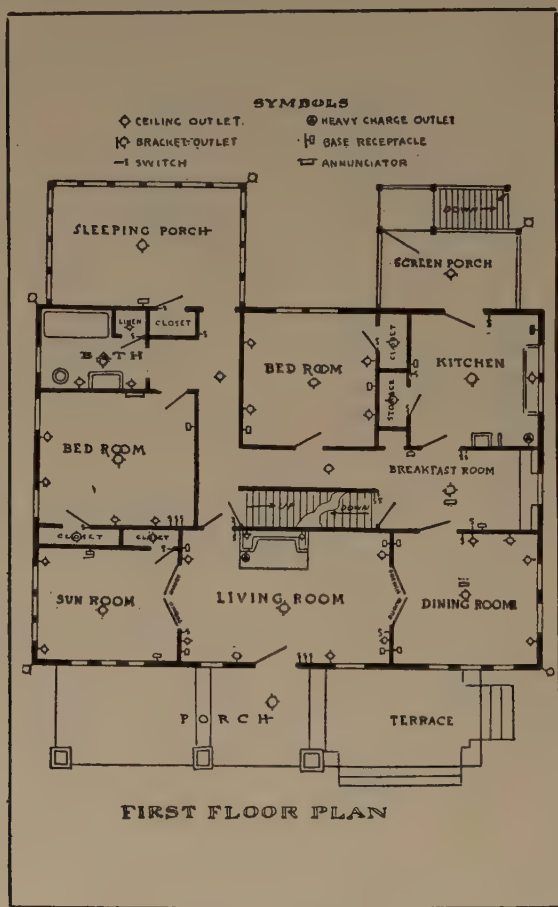 SYMBOLS
CEILING OUTLET.
HEAVY CHARGE OUTLET
BRACKET OUTLET
BASE RECEPTACLE
SWITCH
ANNUNCIATOR
DOWN
SLEEPING PORCH
SCREEN PORCH
LINEN
CLOSET
BATH
BED ROOM
CLOSET
KITCHEN
STORAGE
BED ROOM
BREAKFAST ROOM
UP
DOWN
CLOSET
CLOSET
SUN ROOM
LIVING ROOM
DINING ROOM
PORCH
TERRACE
FIRST FLOOR PLAN